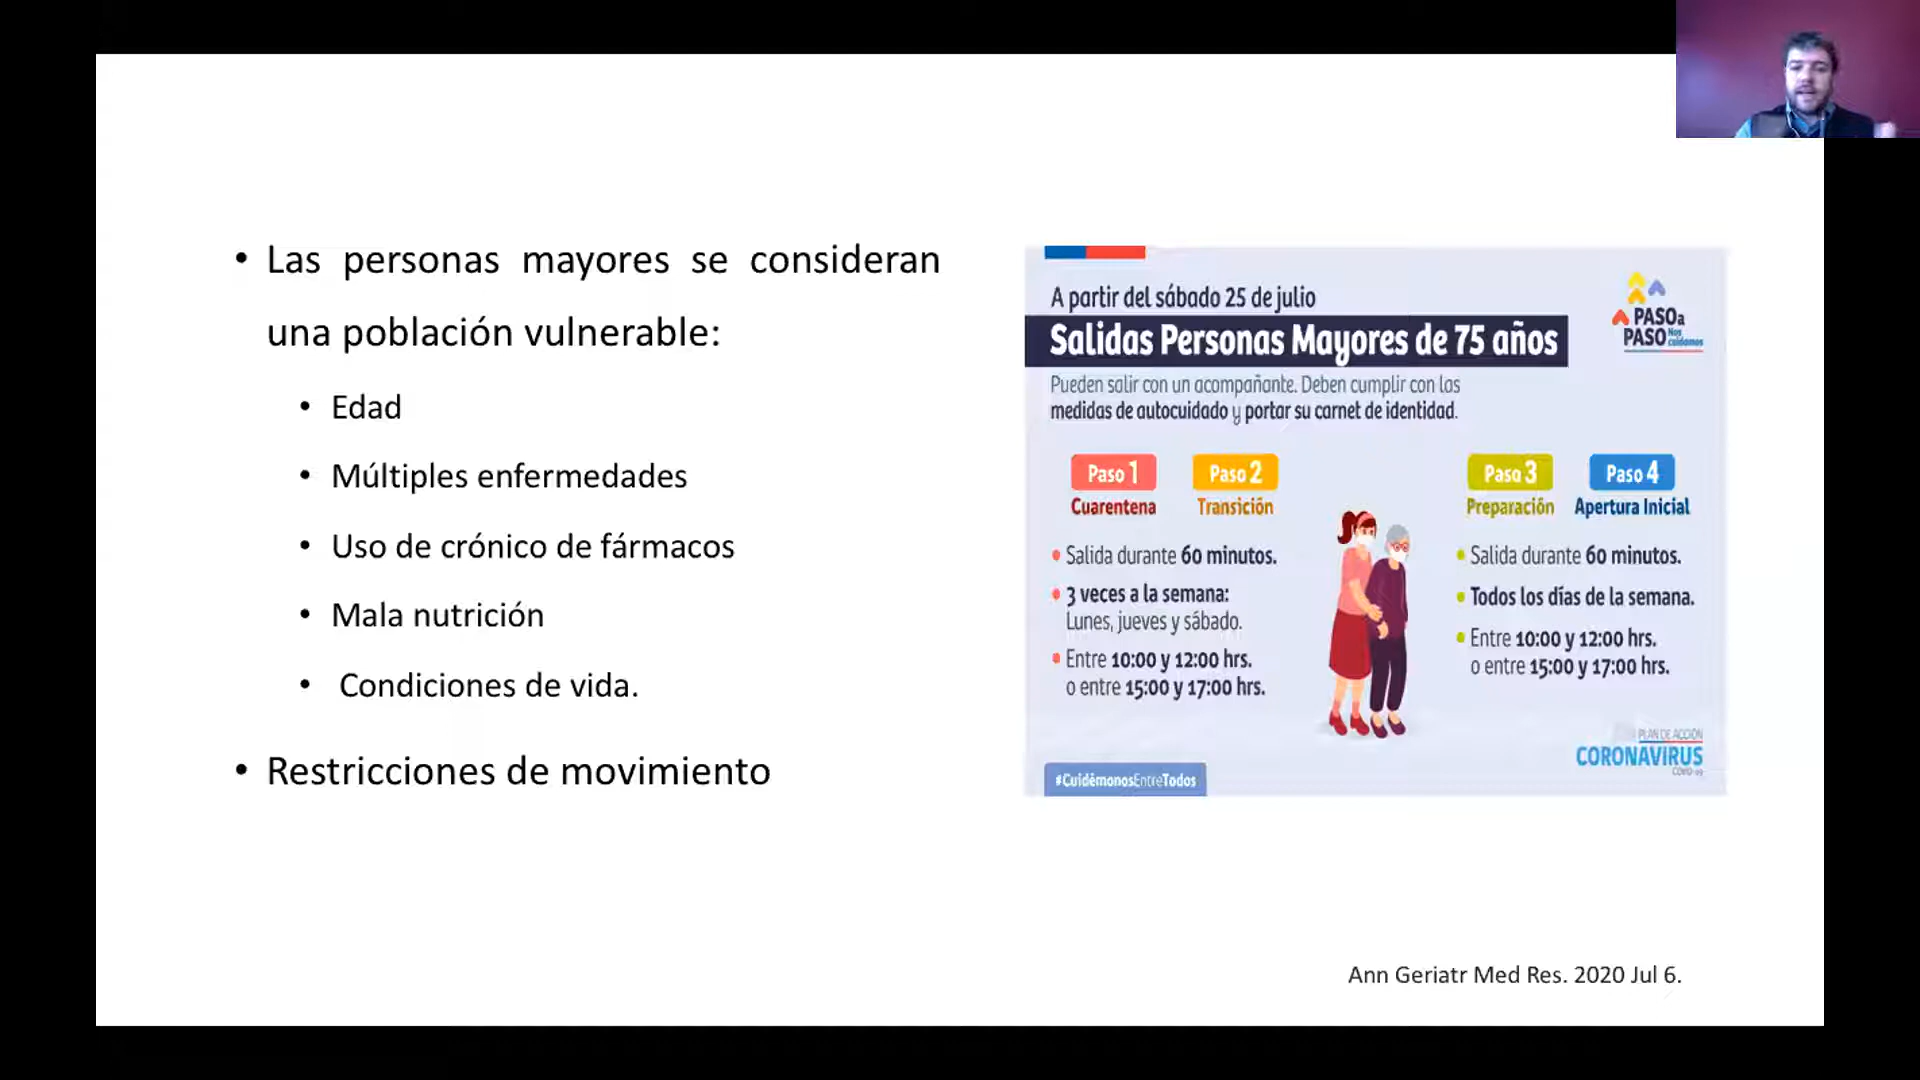 • Las personas mayores se consideran
una población vulnerable:
• Edad
• Múltiples enfermedades
• Uso de crónico de fármacos
• Mala nutrición
• Condiciones de vida.
• Restricciones de movimiento
A partir del sábado 25 de julio
Salidas Personas Mayores de 75 años
Pueden salir con un acompañante. Deben cumplir con las
medidas de autocuidado y portar su carnet de identidad.
PASO a
PASO Nos
cuidamos
Paso 1
Cuarentena
Paso 2
Transición
• Salida durante 60 minutos.
• 3 veces a la semana:
Lunes, jueves y sábado.
• Entre 10:00 y 12:00 hrs.
o entre 15:00 y 17:00 hrs.
Paso 3
Preparación
Paso 4
Apertura Inicial
• Salida durante 60 minutos.
• Todos los días de la semana.
• Entre 10:00 y 12:00 hrs.
o entre 15:00 y 17:00 hrs.
#CuidémonosEntreTodos
PLAN DE ACCIÓN
CORONAVIRUS
COVID-19
Ann Geriatr Med Res. 2020 Jul 6.